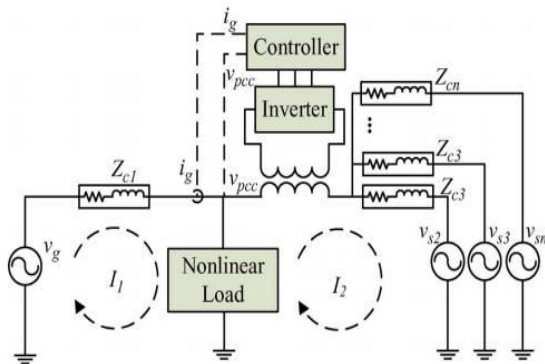 i_g
Controller
v_pcc
Inverter
Z_cn
Z_c1
i_g
v_pcc
Z_c3
Z_c3
v_g
I_1
Nonlinear
Load
I_2
v_s2
v_s3
v_sn